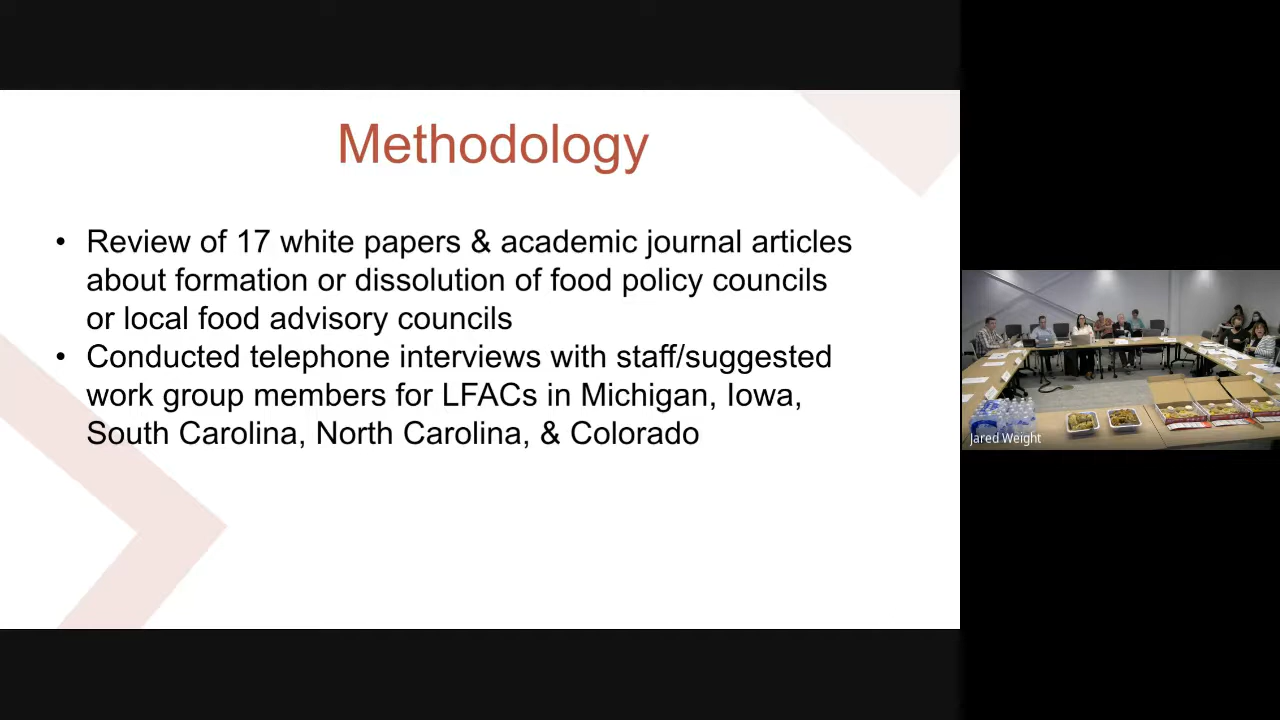 Methodology
• Review of 17 white papers & academic journal articles
about formation or dissolution of food policy councils
or local food advisory councils
• Conducted telephone interviews with staff/suggested
work group members for LFACs in Michigan, Iowa,
South Carolina, North Carolina, & Colorado
Jared Weight